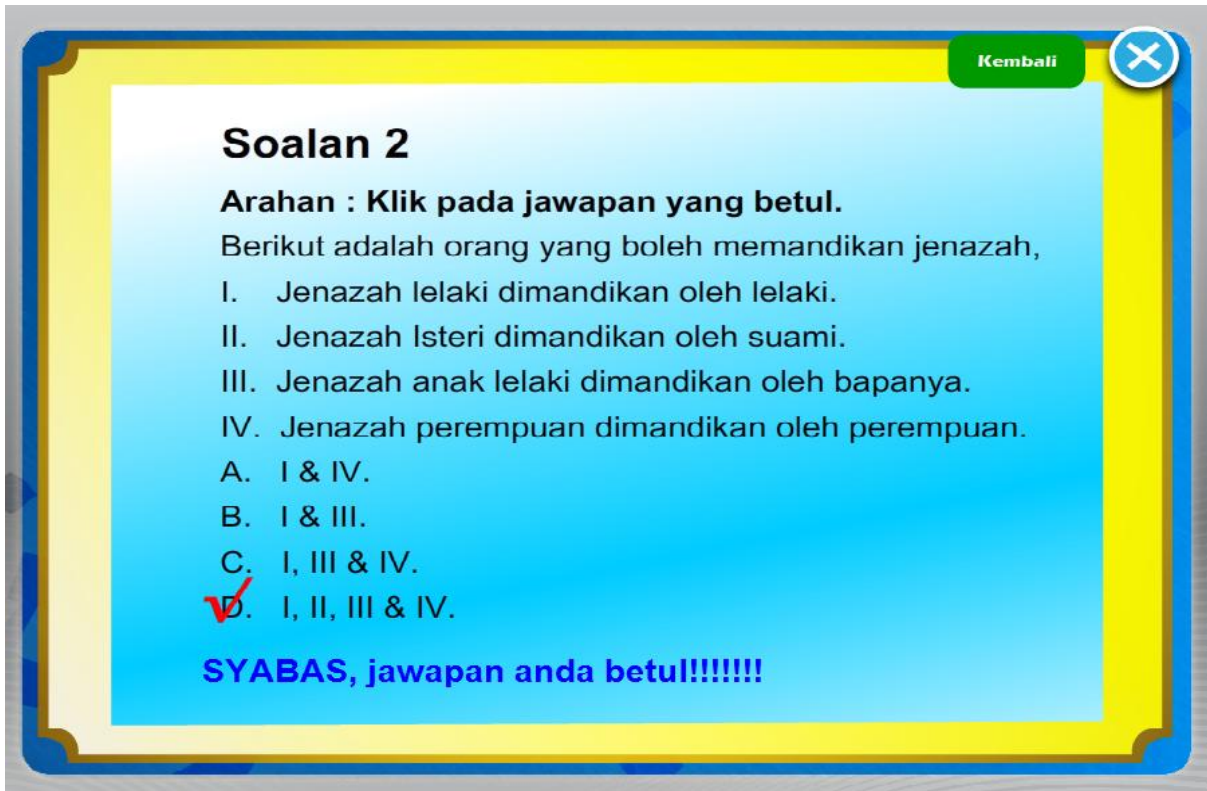 Kembali
Soalan 2
Arahan : Klik pada jawapan yang betul.
Berikut adalah orang yang boleh memandikan jenazah,
I. Jenazah lelaki dimandikan oleh lelaki.
II. Jenazah Isteri dimandikan oleh suami.
III. Jenazah anak lelaki dimandikan oleh bapanya.
IV. Jenazah perempuan dimandikan oleh perempuan.
A. I & IV.
B. I & III.
C. I, III & IV.
D. I, II, III & IV.
SYABAS, jawapan anda betul!!!!!!!